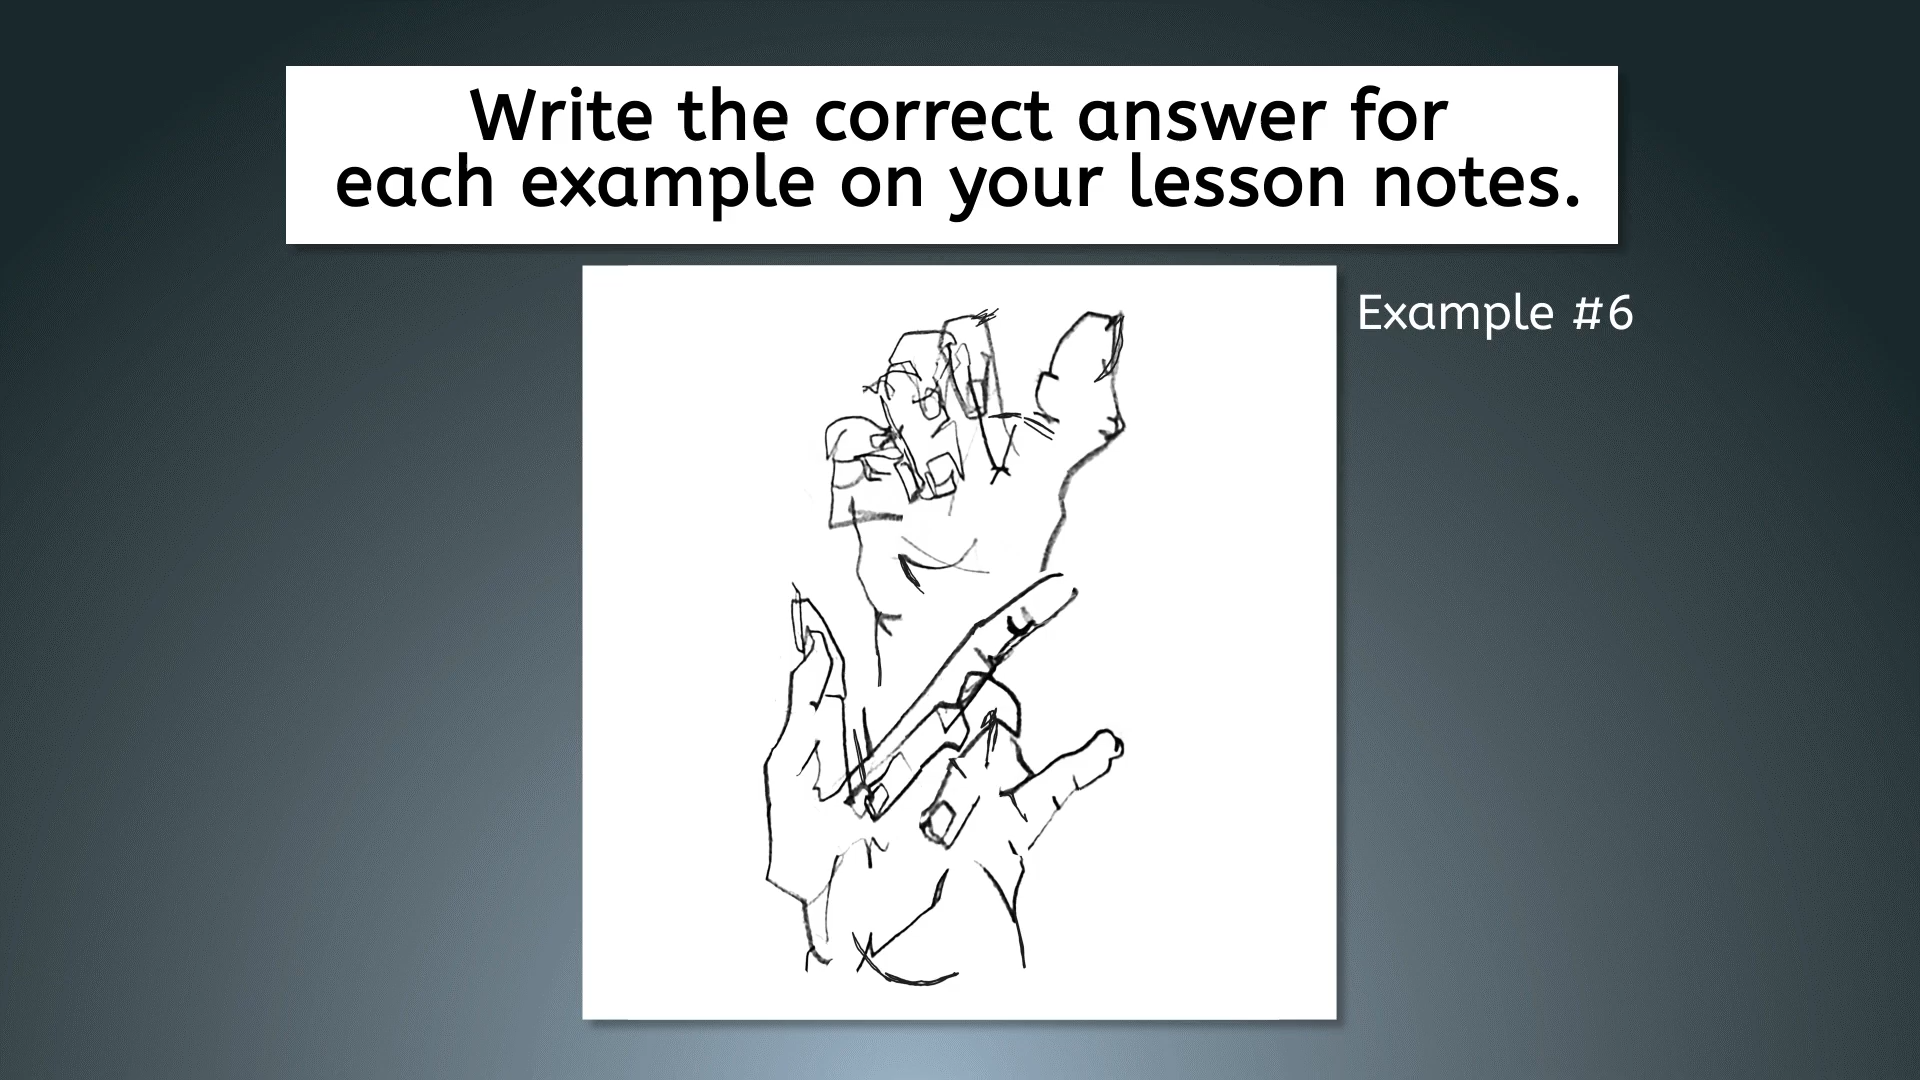 Write the correct answer for
each example on your lesson notes.
Example #6